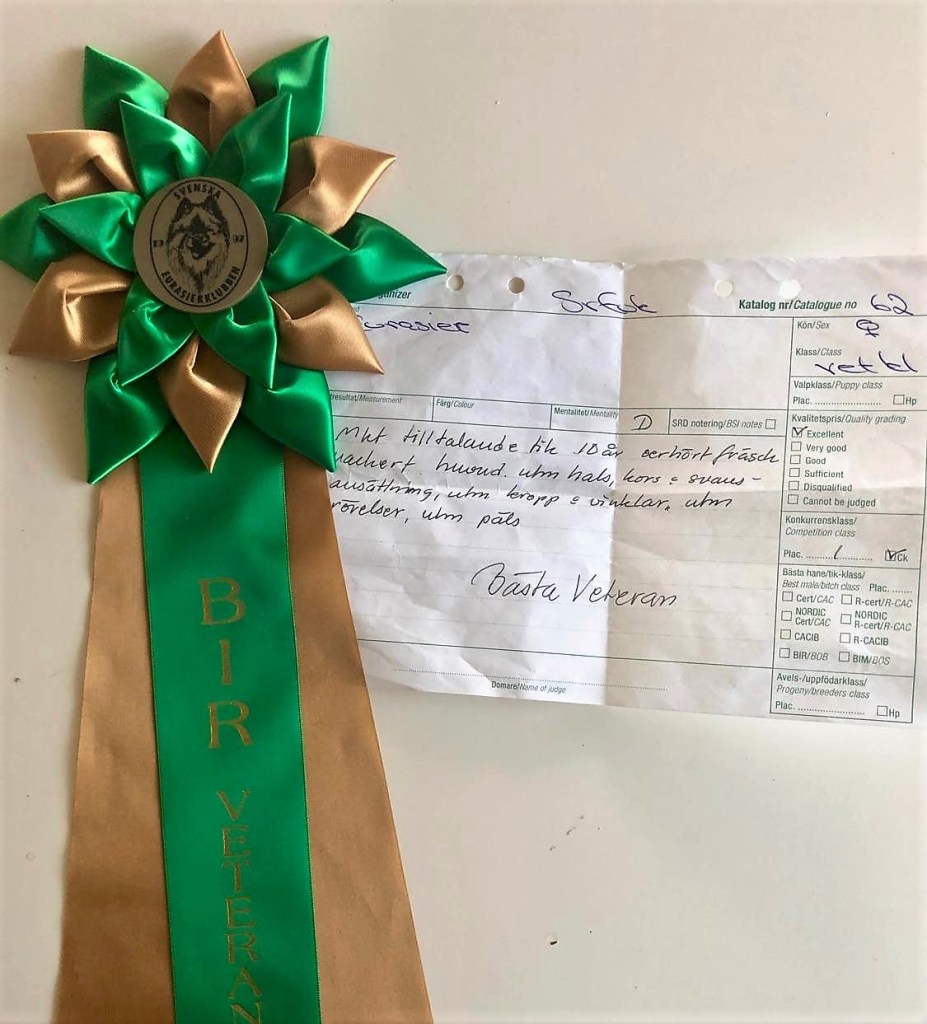 SVENSKA
19 97
EURASIERKLUBBEN
BIR
VETERAN
ganizer
Katalog nr/Catalogue no 62
urasier
Kön/Sex ♀
Klass/Class
vet kl
Valpklass/Puppy class
Plac. .................. ☐Hp
resultat/Measurement
Färg/Colour
Mentalitet/Mentality
D
SRD notering/BSI notes ☐
Mkt tilltalande tik 10 år oerhört fräsch
vackert huvud. utm hals, kors o svans-
ansättning, utm kropp o vinklar, utm
rörelser, utm päls
Bästa Veteran
Kvalitetspris/Quality grading
☑ Excellent
☐ Very good
☐ Good
☐ Sufficient
☐ Disqualified
☐ Cannot be judged
Konkurrensklass/
Competition class
Plac. ......1......... ☑Ck
Bästa hane/tik-klass/
Best male/bitch class Plac. ......
☐ Cert/CAC ☐ R-cert/R-CAC
☐ NORDIC Cert/CAC ☐ NORDIC R-cert/R-CAC
☐ CACIB ☐ R-CACIB
☐ BIR/BOB ☐ BIM/BOS
Avels-/uppfödarklass/
Progeny/breeders class
Plac. .................. ☐Hp
Domare/Name of judge